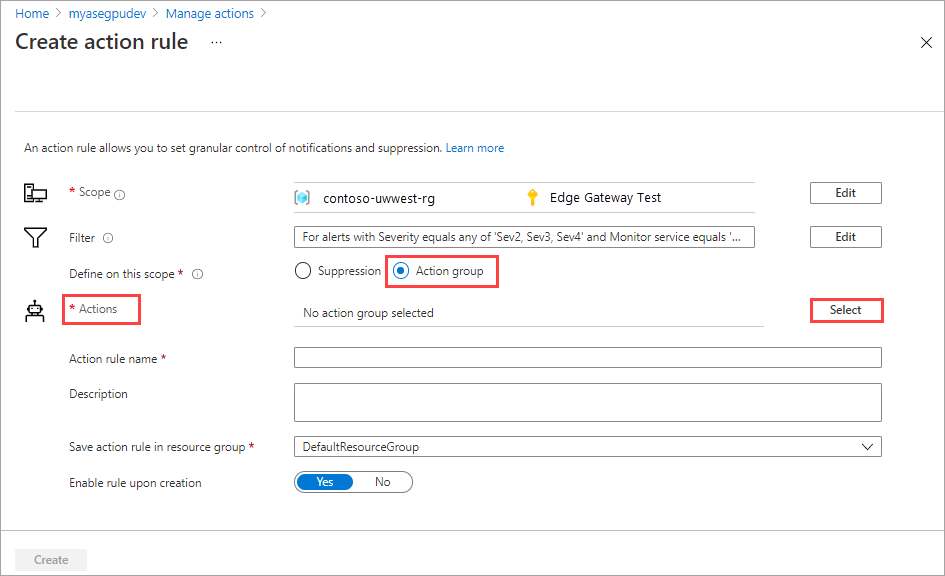 Home > myasegpudev > Manage actions >
Create action rule ...
An action rule allows you to set granular control of notifications and suppression. Learn more
* Scope
contoso-uwwest-rg
Edge Gateway Test
Edit
Filter
For alerts with Severity equals any of 'Sev2, Sev3, Sev4' and Monitor service equals '...
Edit
Define on this scope *
Suppression
Action group
* Actions
No action group selected
Select
Action rule name *
Description
Save action rule in resource group *
DefaultResourceGroup
Enable rule upon creation
Yes
No
Create